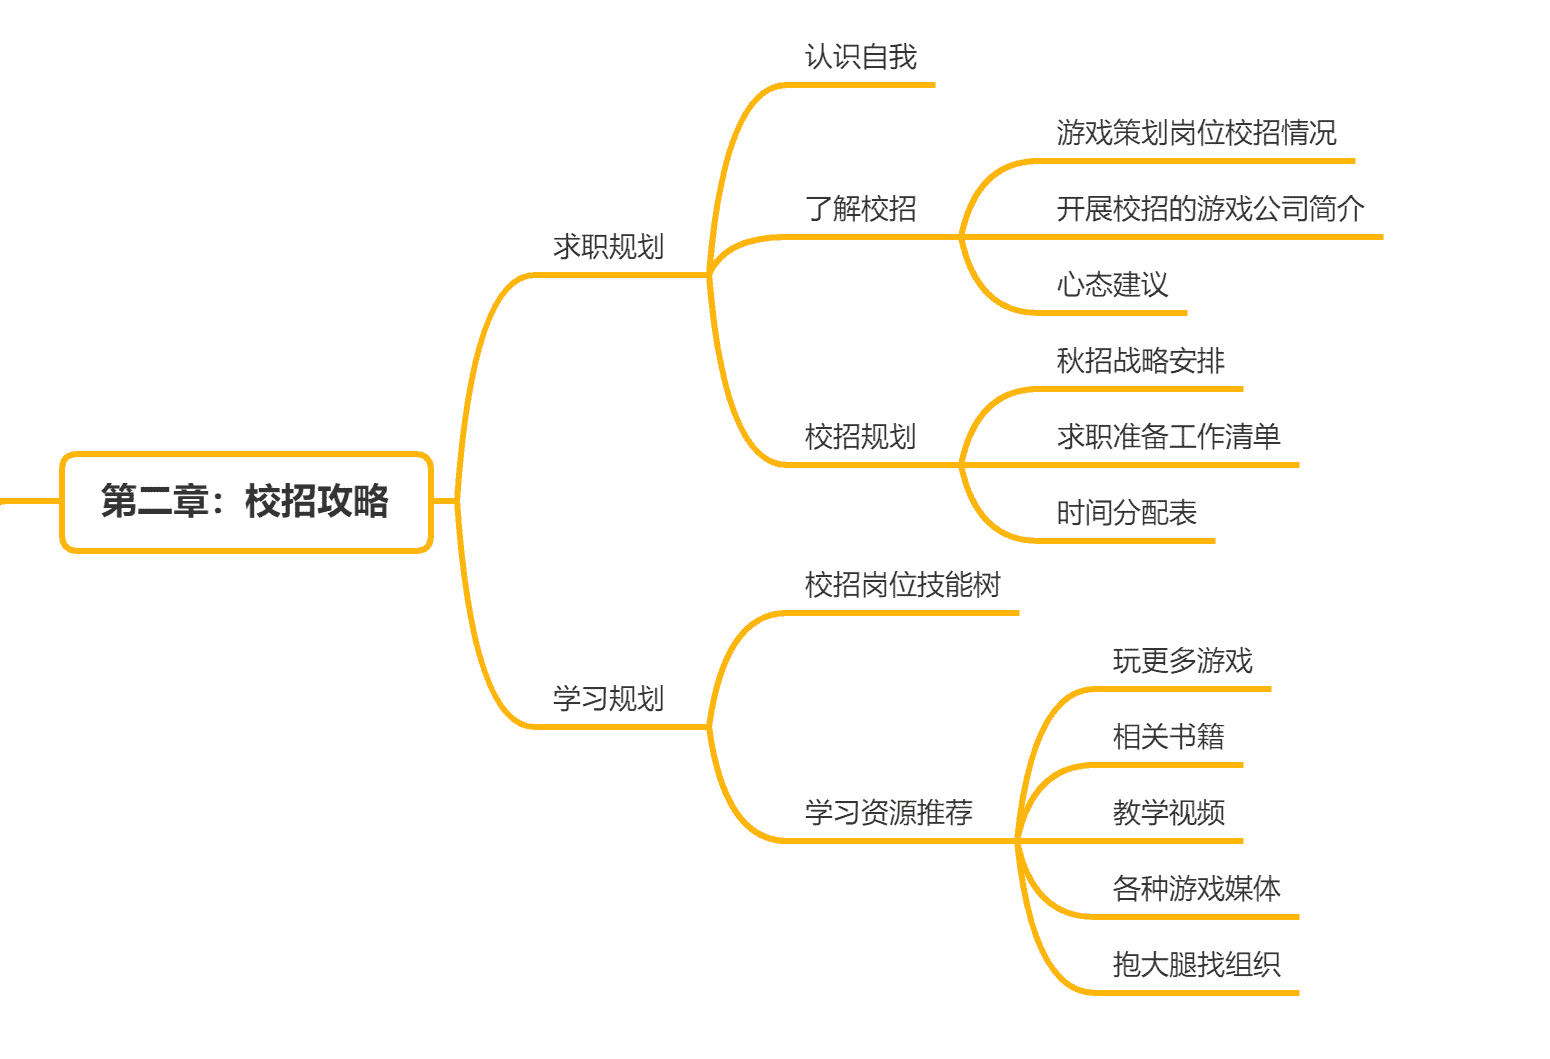 第二章：校招攻略
求职规划
认识自我
了解校招
游戏策划岗位校招情况
开展校招的游戏公司简介
心态建议
校招规划
秋招战略安排
求职准备工作清单
时间分配表
学习规划
校招岗位技能树
学习资源推荐
玩更多游戏
相关书籍
教学视频
各种游戏媒体
抱大腿找组织